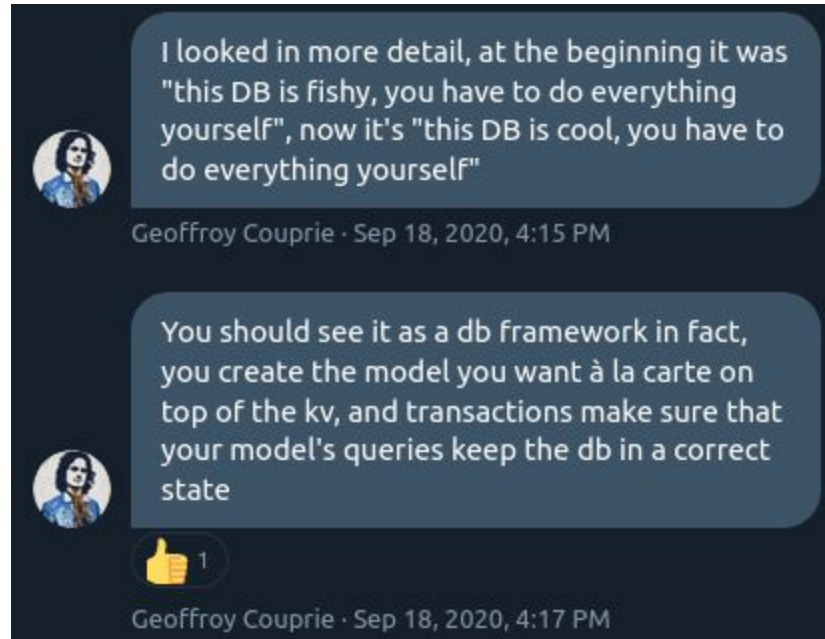 I looked in more detail, at the beginning it was
"this DB is fishy, you have to do everything
yourself", now it's "this DB is cool, you have to
do everything yourself"
Geoffroy Couprie · Sep 18, 2020, 4:15 PM
You should see it as a db framework in fact,
you create the model you want à la carte on
top of the kv, and transactions make sure that
your model's queries keep the db in a correct
state
1
Geoffroy Couprie · Sep 18, 2020, 4:17 PM